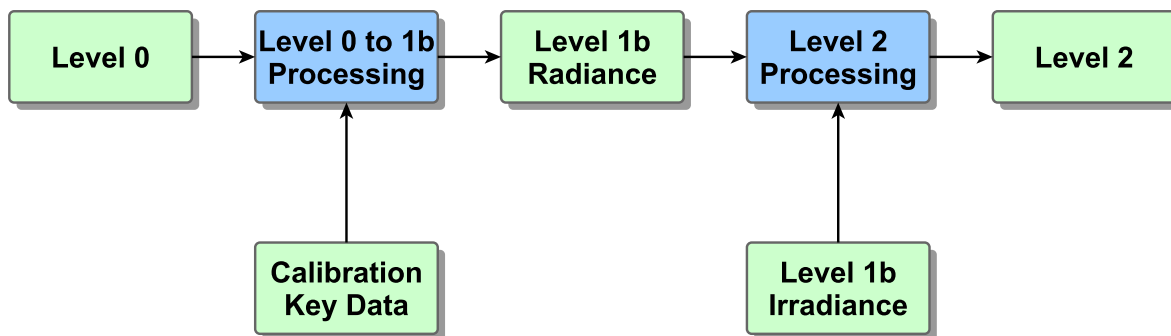 Level 0
Level 0 to 1b
Processing
Level 1b
Radiance
Level 2
Processing
Level 2
Calibration
Key Data
Level 1b
Irradiance